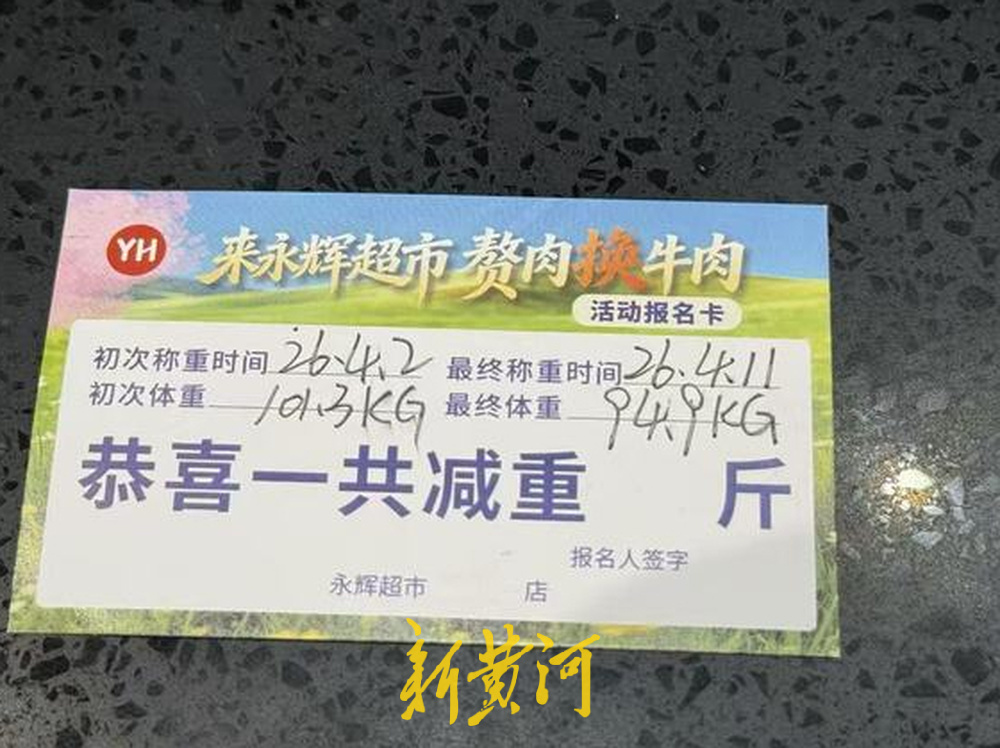 YH 来永辉超市 赘肉换牛肉
活动报名卡
初次称重时间 26.4.2 最终称重时间 26.4.11
初次体重 101.3KG 最终体重 94.9KG
恭喜一共减重 斤
报名人签字
永辉超市 店
新黄河